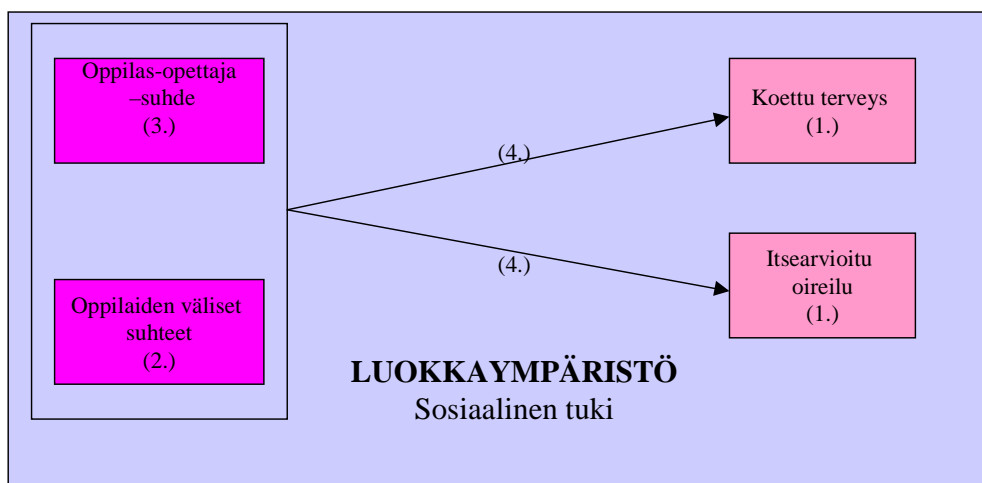 Oppilas-opettaja
–suhde
(3.)
Oppilaiden väliset
suhteet
(2.)
(4.)
(4.)
Koettu terveys
(1.)
Itsearvioitu
oireilu
(1.)
LUOKKAYMPÄRISTÖ
Sosiaalinen tuki